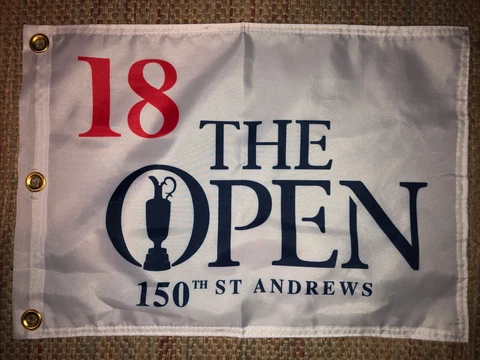 18
THE
OPEN
150TH ST ANDREWS